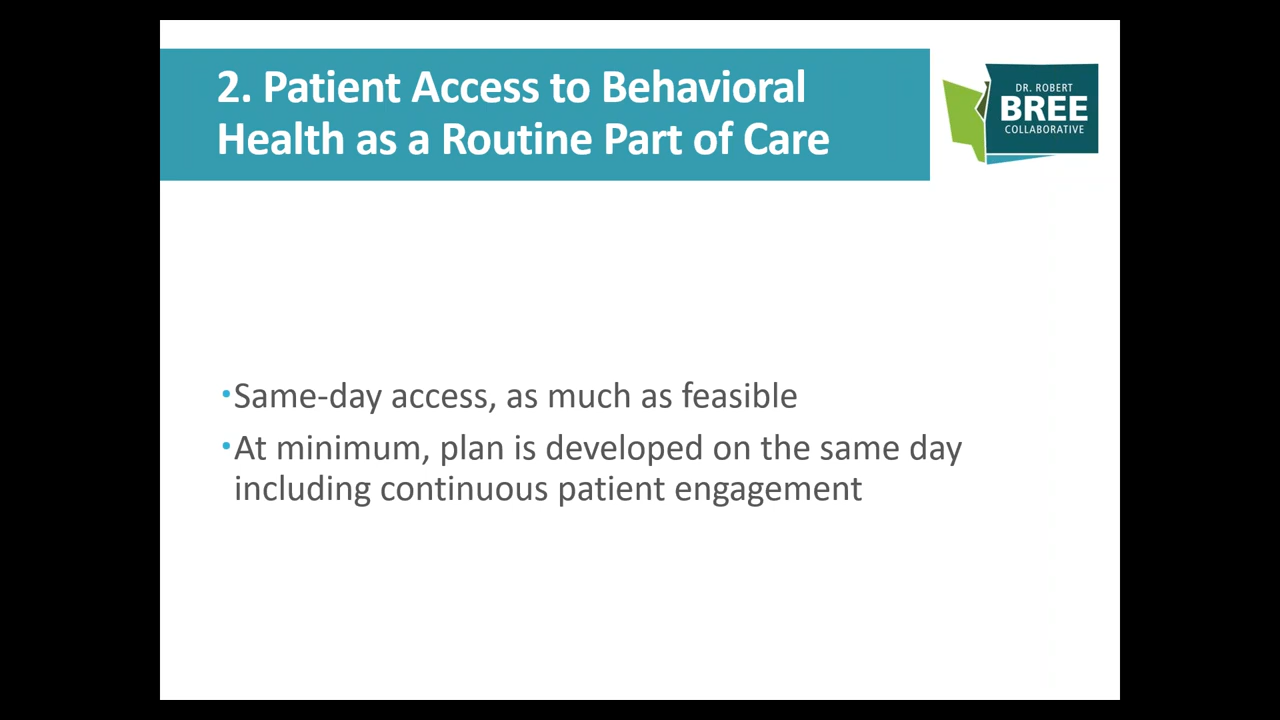 2. Patient Access to Behavioral
Health as a Routine Part of Care
DR. ROBERT
BREE
COLLABORATIVE
•Same-day access, as much as feasible
•At minimum, plan is developed on the same day
including continuous patient engagement